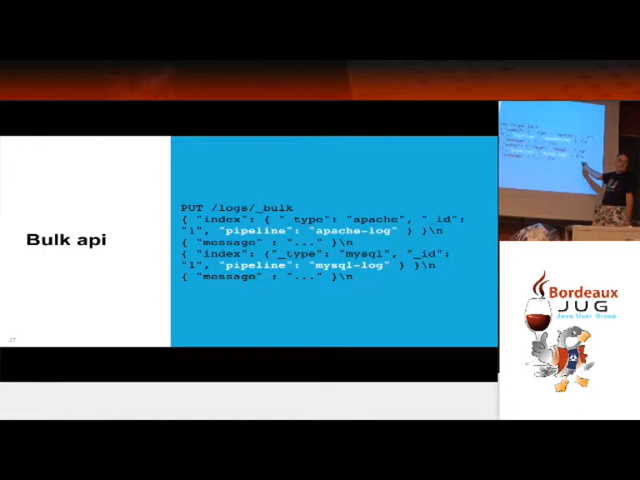 Bulk api
PUT /logs/_bulk
{ "index": { "_type": "apache", "_id":
"1", "pipeline": "apache-log" } }\n
{ "message" : "..." }\n
{ "index": {"_type": "mysql", "_id":
"1", "pipeline": "mysql-log" } }\n
{ "message" : "..." }\n
27
Bordeaux
JUG
Java User Group